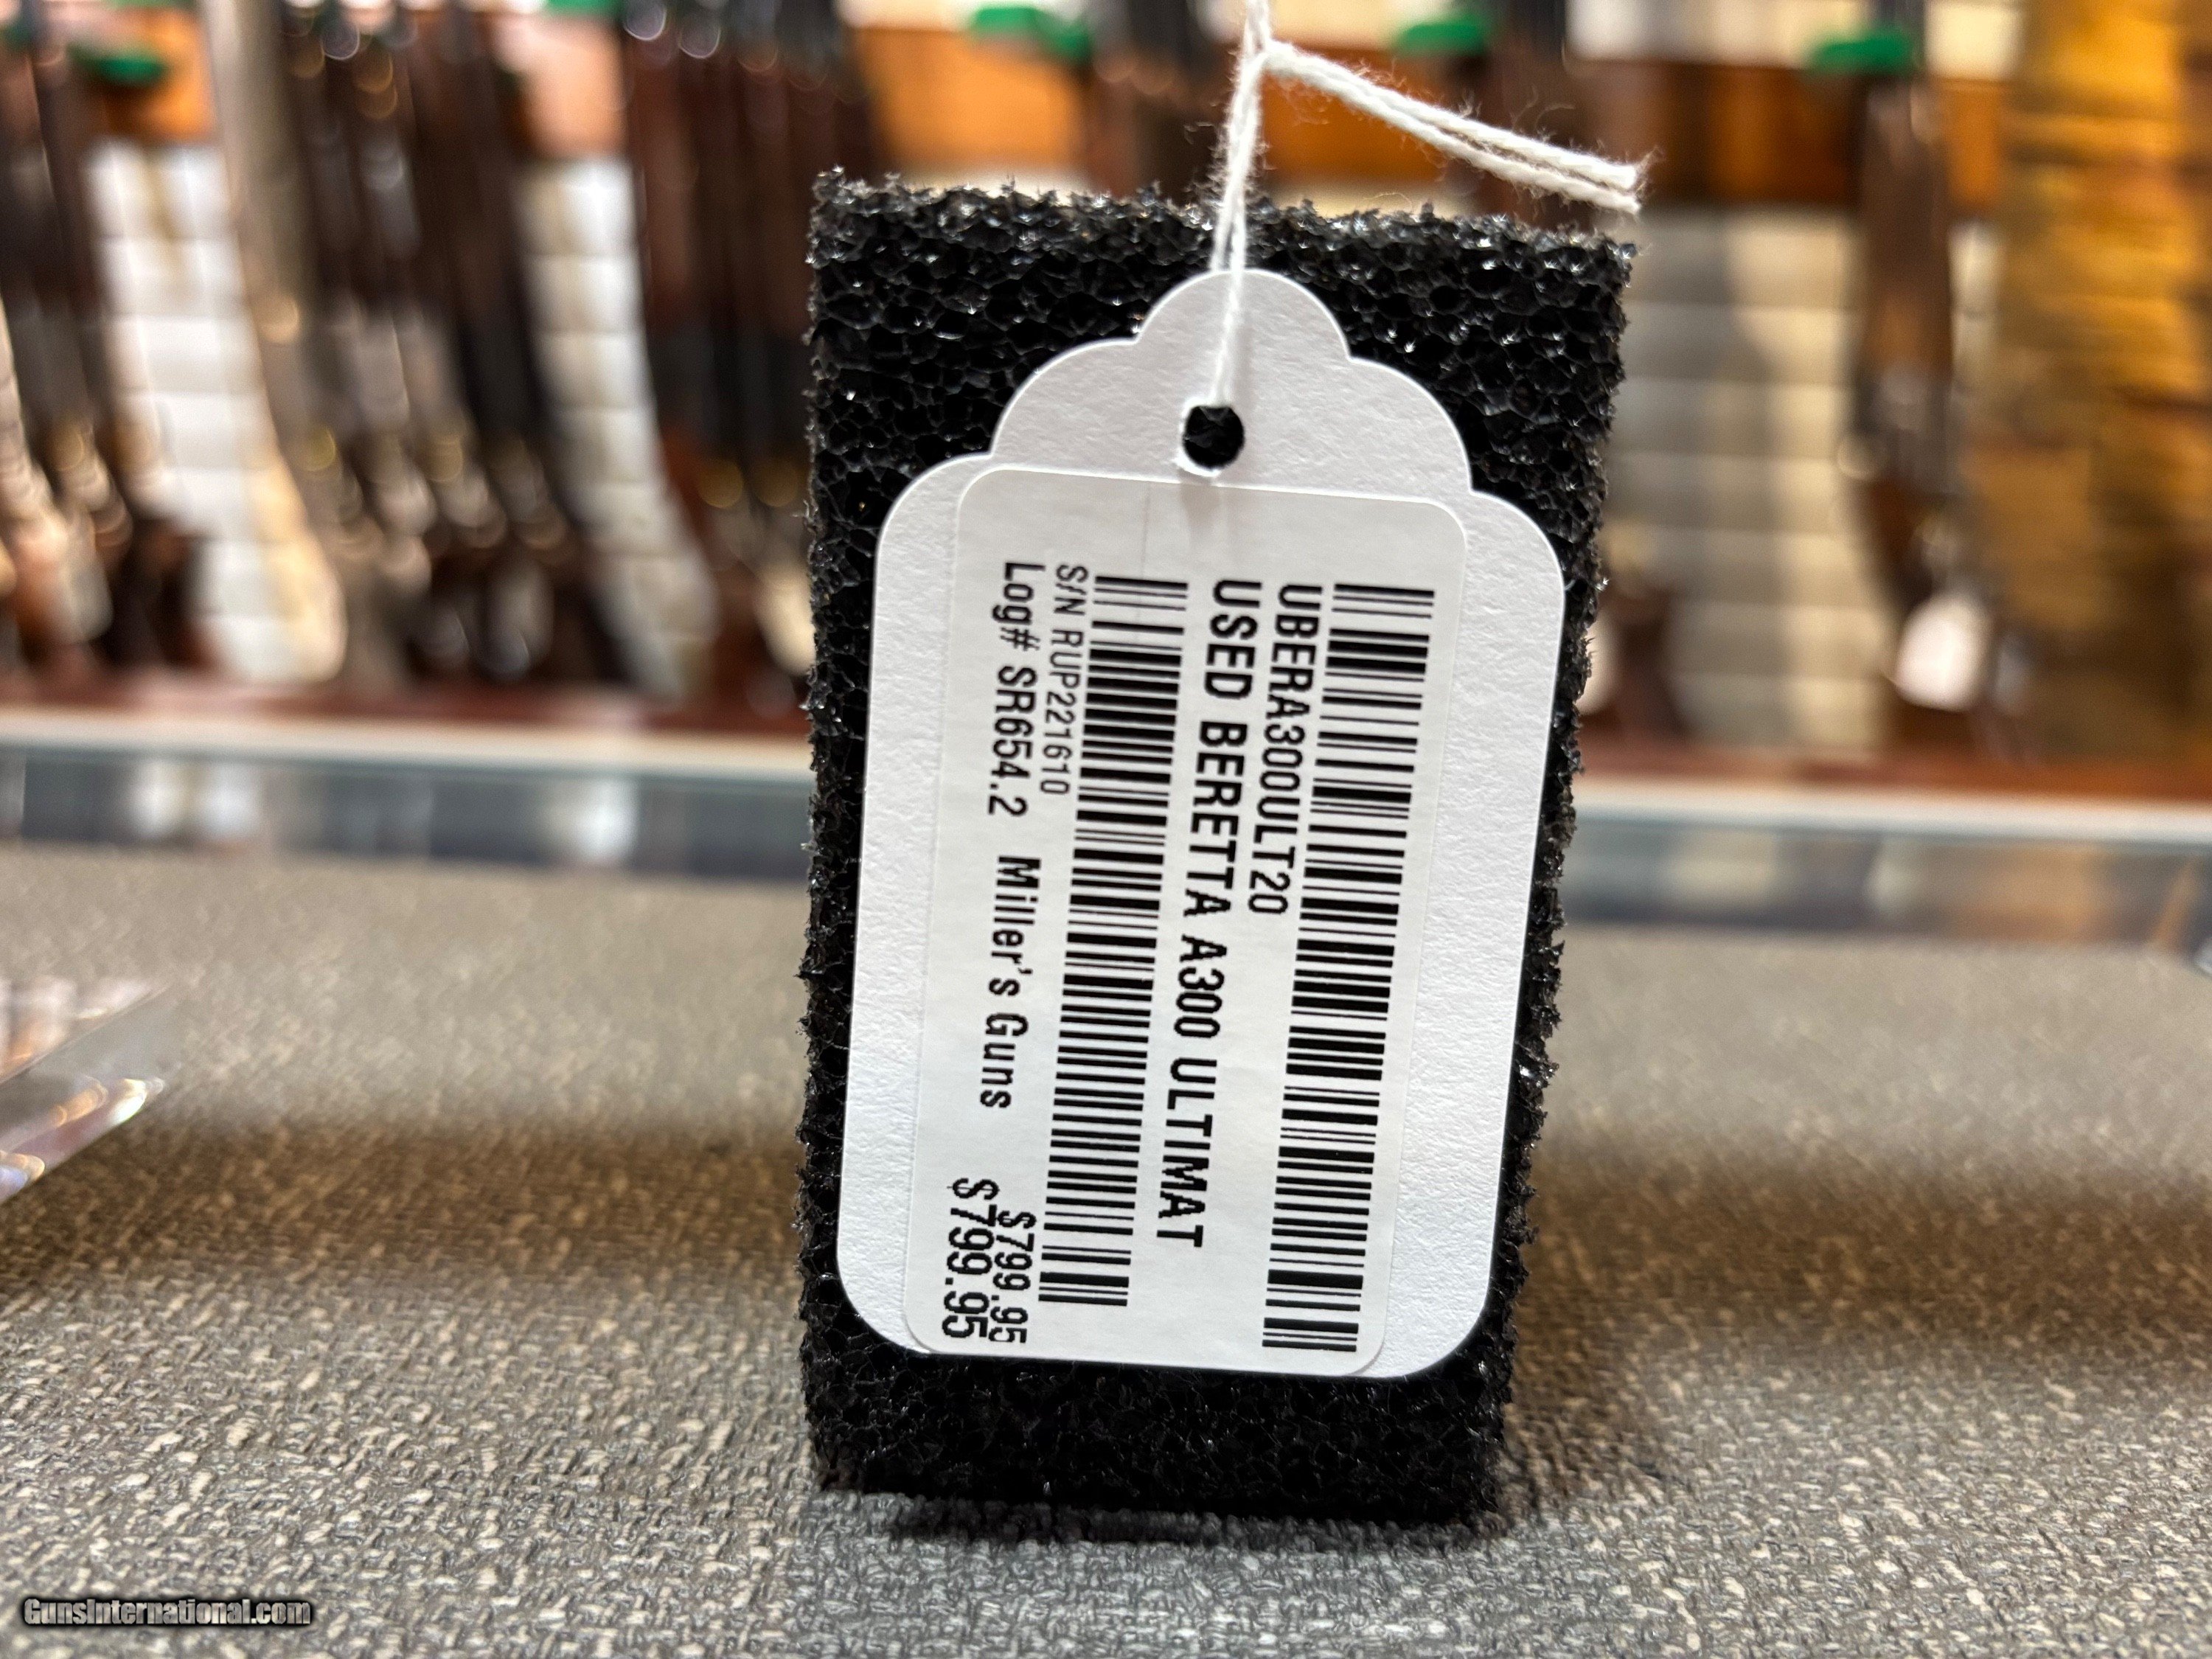 UBERA300ULT20
USED BERETTA A300 ULTIMAT
S/N RUP221610
$799.95
Log# SR654.2 Miller's Guns $799.95
GunsInternational.com